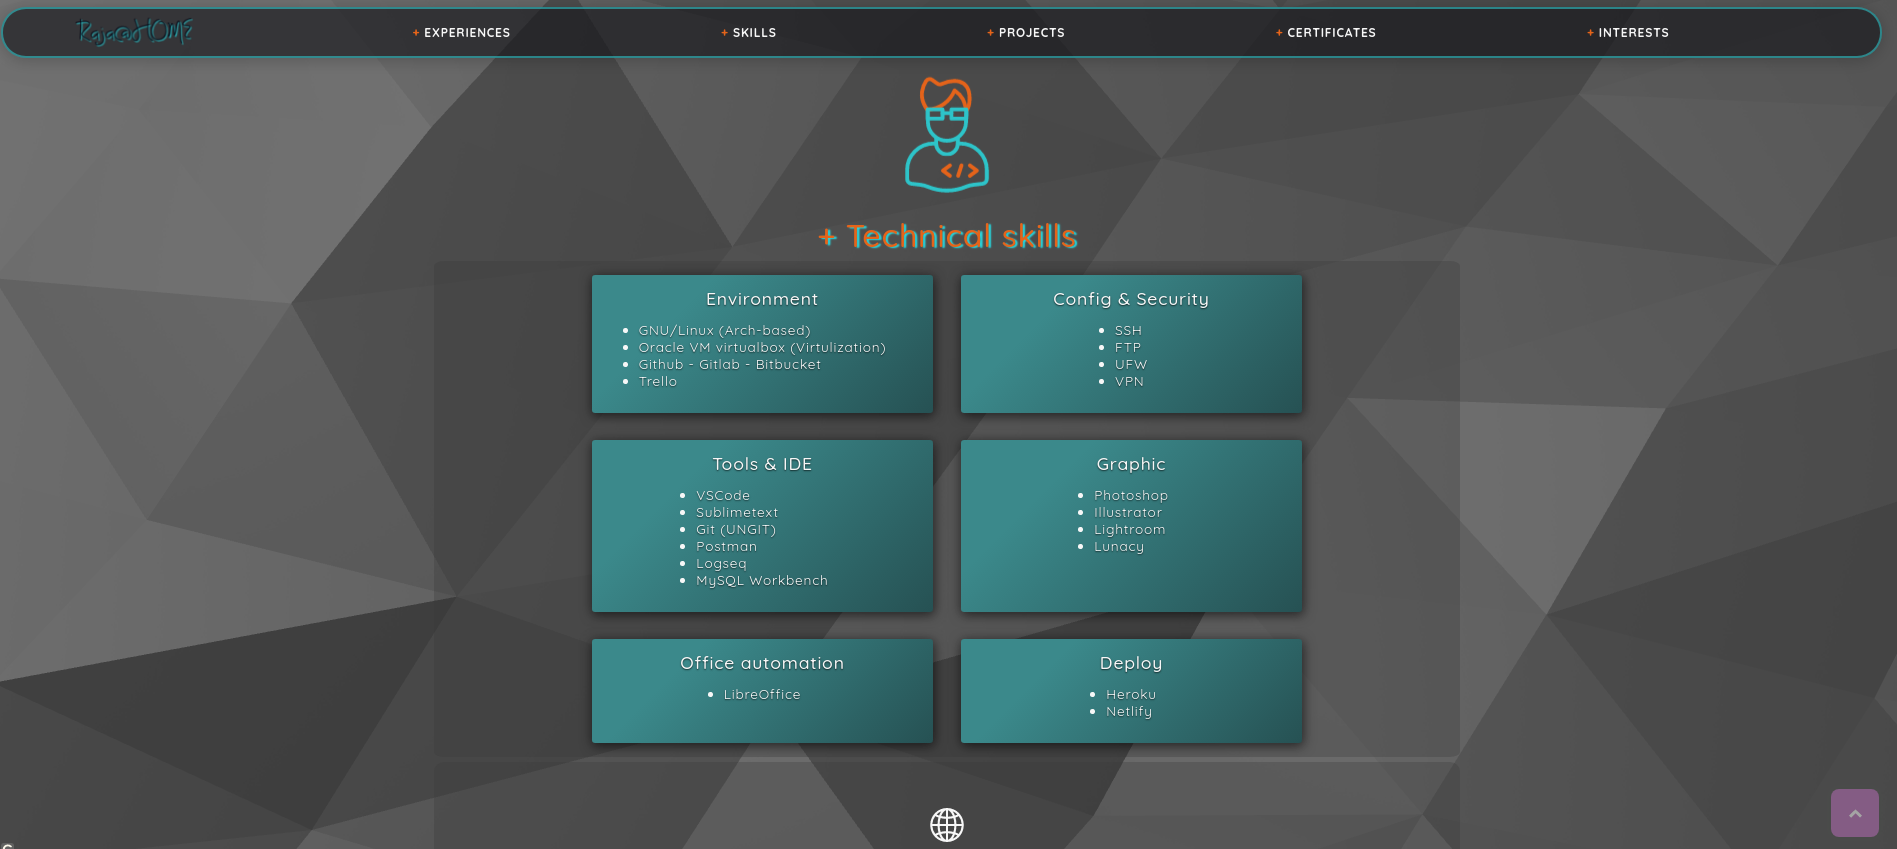 Raja@HOME
+ EXPERIENCES
+ SKILLS
+ PROJECTS
+ CERTIFICATES
+ INTERESTS
</>
+ Technical skills
Environment
• GNU/Linux (Arch-based)
• Oracle VM virtualbox (Virtulization)
• Github - Gitlab - Bitbucket
• Trello
Config & Security
• SSH
• FTP
• UFW
• VPN
Tools & IDE
• VSCode
• Sublimetext
• Git (UNGIT)
• Postman
• Logseq
• MySQL Workbench
Graphic
• Photoshop
• Illustrator
• Lightroom
• Lunacy
Office automation
• LibreOffice
Deploy
• Heroku
• Netlify